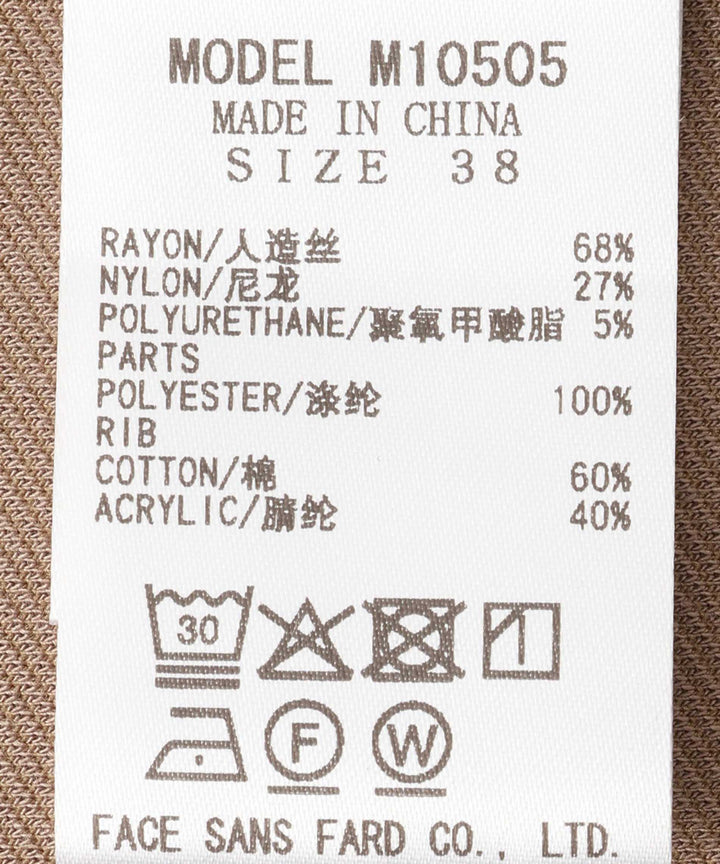 MODEL M10505
MADE IN CHINA
SIZE 38
RAYON/人造丝 68%
NYLON/尼龙 27%
POLYURETHANE/聚氨甲酸脂 5%
PARTS
POLYESTER/涤纶 100%
RIB
COTTON/棉 60%
ACRYLIC/腈纶 40%
30
F W
FACE SANS FARD CO., LTD.